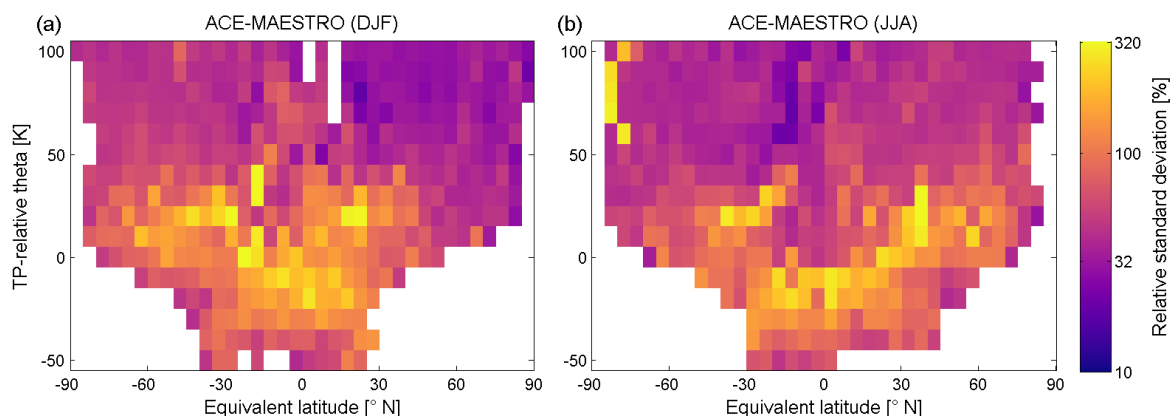 (a) ACE-MAESTRO (DJF)
(b) ACE-MAESTRO (JJA)
TP-relative theta [K]
100
50
0
-50
-90 -60 -30 0 30 60 90
Equivalent latitude [° N]
100
50
0
-50
-90 -60 -30 0 30 60 90
Equivalent latitude [° N]
320
100
32
10
Relative standard deviation [%]